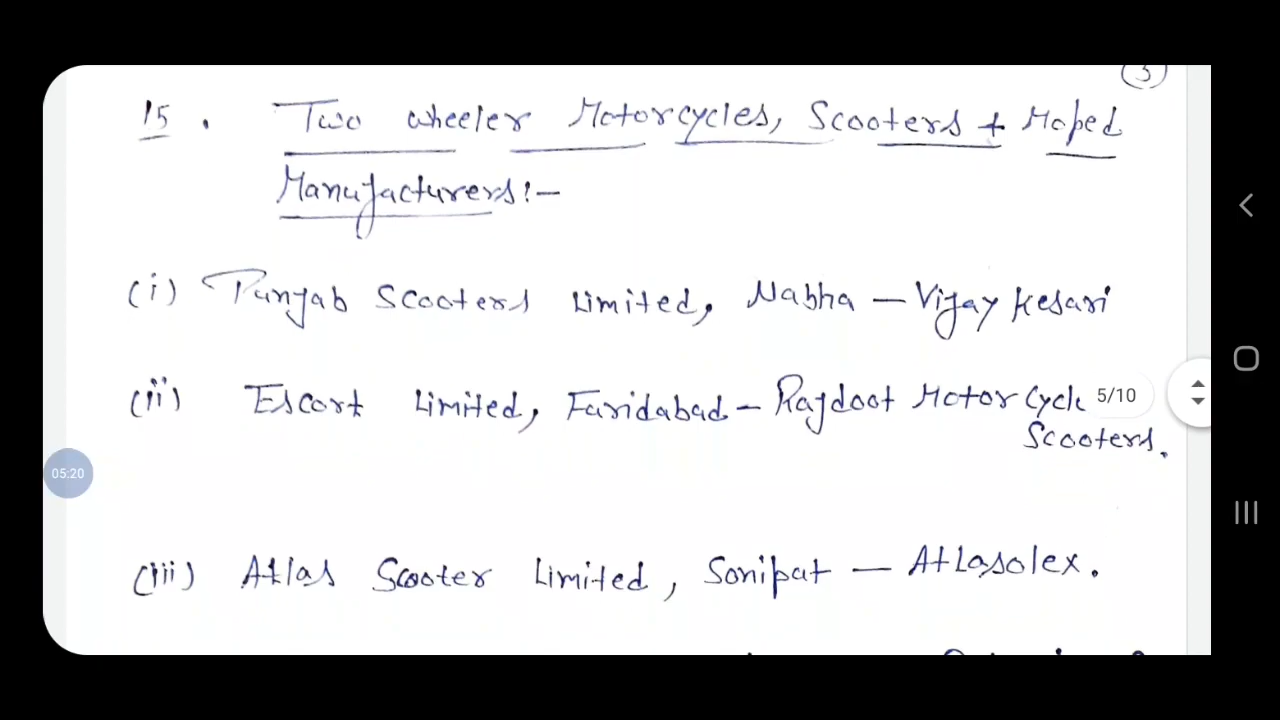 (3)
15. Two wheeler Motorcycles, Scooters + Moped
Manufacturers:-
(i) Punjab Scooters Limited, Nabha - Vijay Kesari
(ii) Escort Limited, Faridabad - Rajdoot Motor Cycle
5/10
Scooters.
05:20
(iii) Atlas Scooter Limited, Sonipat - Atlasolex.